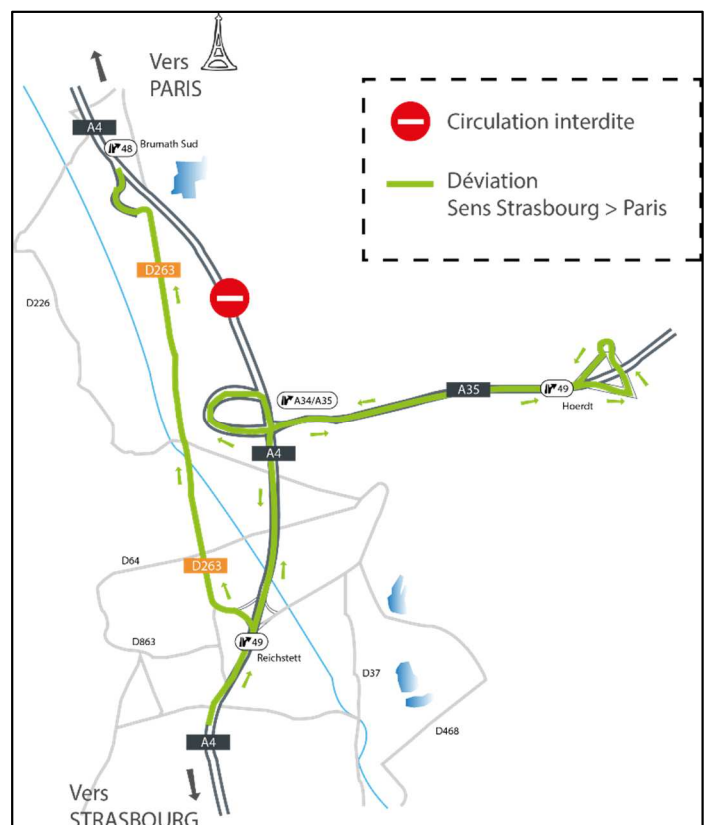 Vers
PARIS
A4
48
Brumath Sud
Circulation interdite
Déviation
Sens Strasbourg > Paris
D263
D226
A34/A35
A35
49
Hoerdt
A4
D64
D263
D863
49
Reichstett
D37
D468
A4
Vers
STRASBOURG